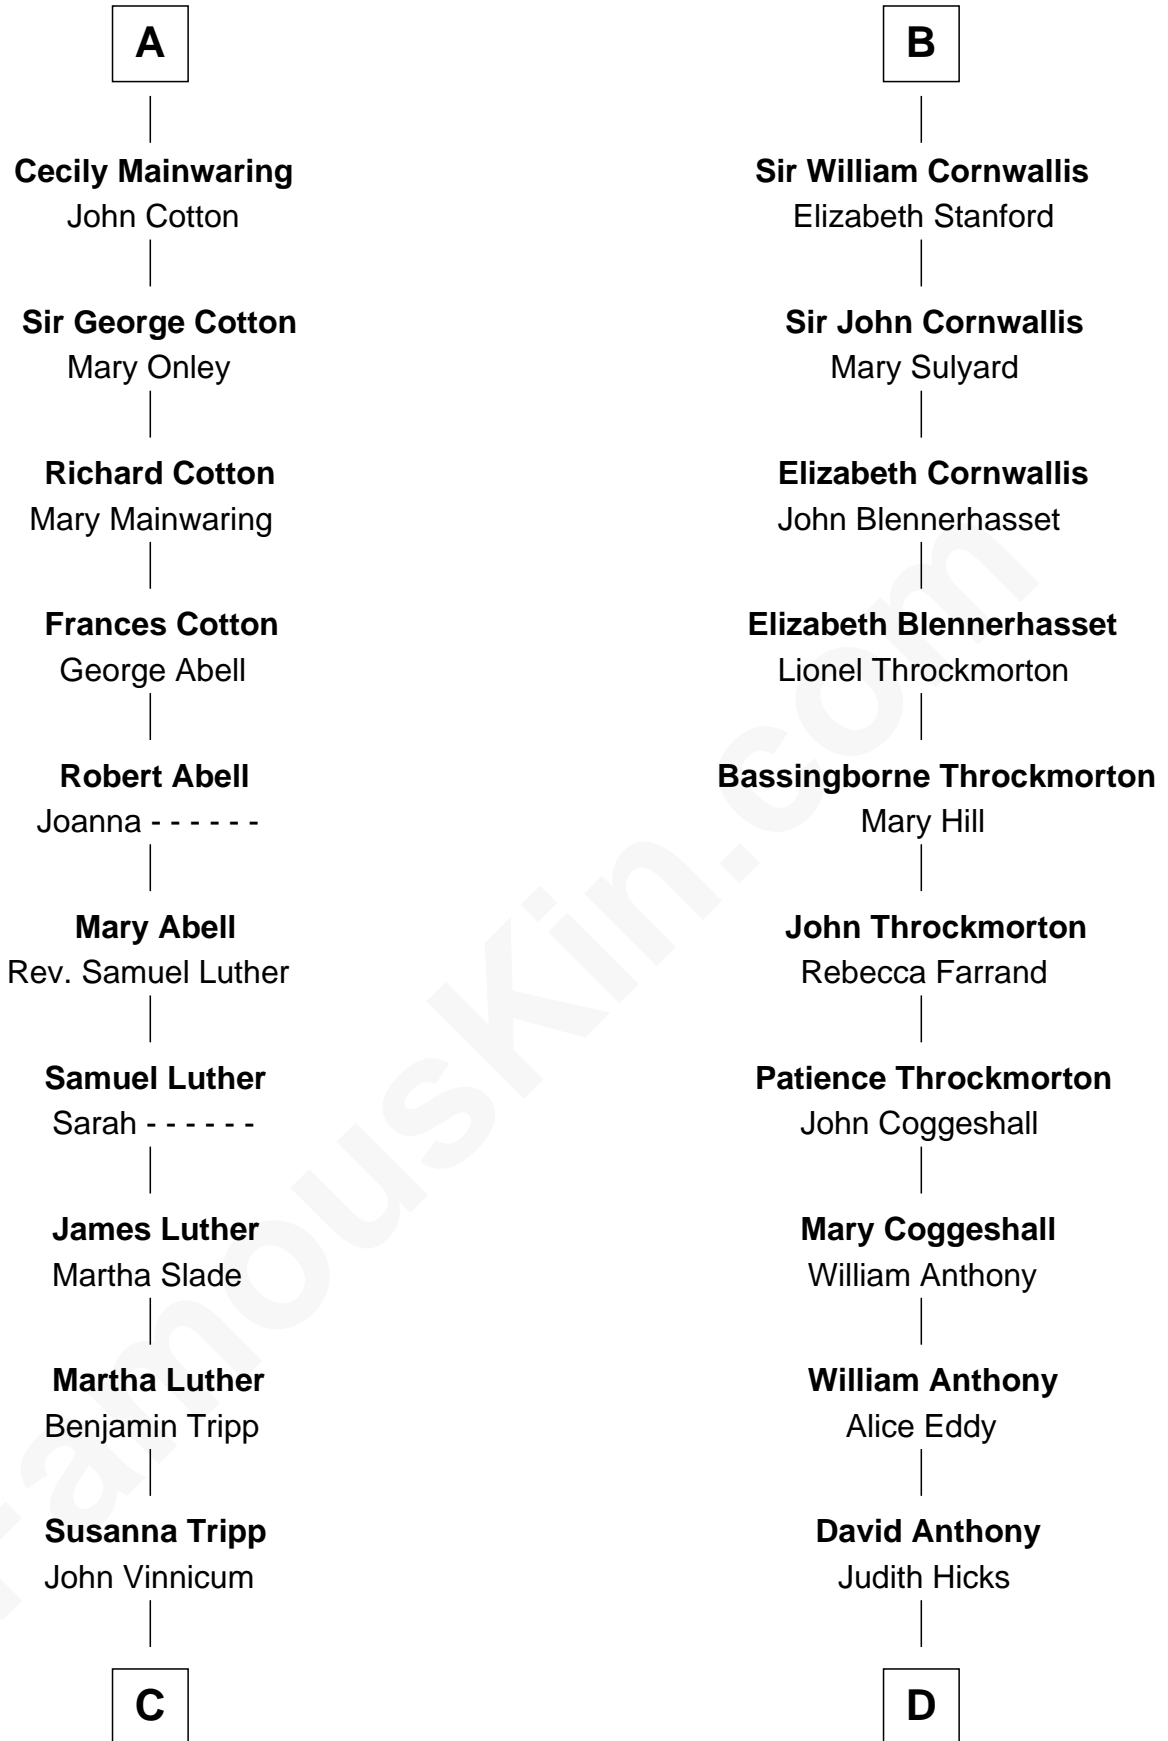 A
Cecily Mainwaring
John Cotton
Sir George Cotton
Mary Onley
Richard Cotton
Mary Mainwaring
Frances Cotton
George Abell
Robert Abell
Joanna - - - - - -
Mary Abell
Rev. Samuel Luther
Samuel Luther
Sarah - - - - - -
James Luther
Martha Slade
Martha Luther
Benjamin Tripp
Susanna Tripp
John Vinnicum
C
B
Sir William Cornwallis
Elizabeth Stanford
Sir John Cornwallis
Mary Sulyard
Elizabeth Cornwallis
John Blennerhasset
Elizabeth Blennerhasset
Lionel Throckmorton
Bassingborne Throckmorton
Mary Hill
John Throckmorton
Rebecca Farrand
Patience Throckmorton
John Coggeshall
Mary Coggeshall
William Anthony
William Anthony
Alice Eddy
David Anthony
Judith Hicks
D
FamousKin.com